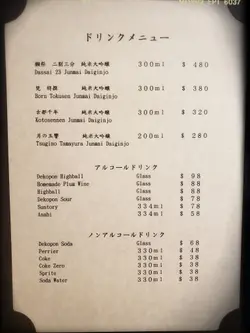 ドリンクメニュー
獺祭 二割三分 純米大吟醸 300ml $ 480
Dassai 23 Junmai Daiginjo
梵 特撰 純米大吟醸 300ml $ 380
Born Tokusen Junmai Daiginjo
古都千年 純米大吟醸 300ml $ 320
Kotosennen Junmai Daiginjo
月の玉響 純米大吟醸 200ml $ 280
Tsugino Tamayura Junmai Daiginjo
アルコールドリンク
Dekopon Highball Glass $ 98
Homemade Plum Wine Glass $ 88
Highball Glass $ 88
Dekopon Sour Glass $ 78
Suntory 334ml $ 78
Asahi 334ml $ 58
ノンアルコールドリンク
Dekopon Soda Glass $ 68
Perrier 330ml $ 48
Coke 330ml $ 38
Coke Zero 330ml $ 38
Sprite 330ml $ 38
Soda Water 330ml $ 38